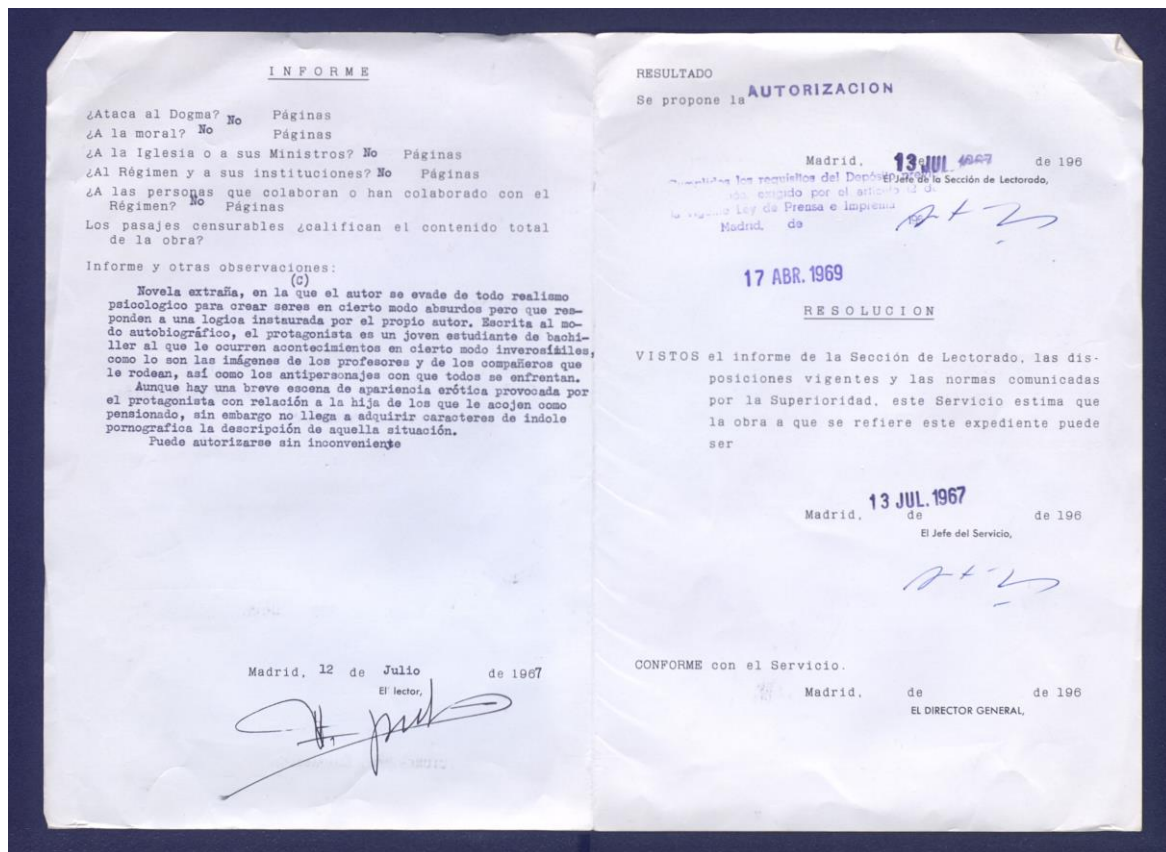 INFORME
¿Ataca al Dogma? No Páginas
¿A la moral? No Páginas
¿A la Iglesia o a sus Ministros? No Páginas
¿Al Régimen y a sus instituciones? No Páginas
¿A las personas que colaboran o han colaborado con el
Régimen? No Páginas
Los pasajes censurables ¿califican el contenido total
de la obra?
Informe y otras observaciones:
(C)
Novela extraña, en la que el autor se evade de todo realismo
psicologico para crear seres en cierto modo absurdos pero que res-
ponden a una logica instaurada por el propio autor. Escrita al mo-
do autobiográfico, el protagonista es un joven estudiante de bachi-
ller al que le ocurren acontecimientos en cierto modo inverosímiles,
como lo son las imágenes de los profesores y de los compañeros que
le rodean, así como los antipersonajes con que todos se enfrentan.
Aunque hay una breve escena de apariencia erótica provocada por
el protagonista con relación a la hija de los que le acojen como
pensionado, sin embargo no llega a adquirir caracteres de indole
pornografica la descripción de aquella situación.
Puede autorizarse sin inconveniente
Madrid, 12 de Julio de 1967
El lector,
RESULTADO
Se propone la AUTORIZACION
Madrid, 13 JUL. 1967 de 196
El Jefe de la Sección de Lectorado,
los requisitos del Depósito
exigido por el
Ley de Prensa e Imprenta
Madrid, de
17 ABR. 1969
RESOLUCION
VISTOS el informe de la Sección de Lectorado, las dis-
posiciones vigentes y las normas comunicadas
por la Superioridad, este Servicio estima que
la obra a que se refiere este expediente puede
ser
Madrid, 13 JUL. 1967 de de 196
El Jefe del Servicio,
CONFORME con el Servicio.
Madrid, de de 196
EL DIRECTOR GENERAL,